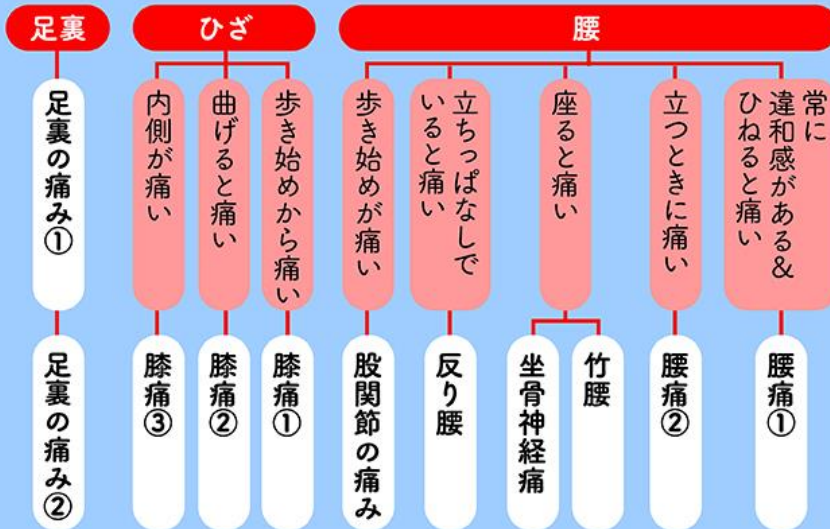 腰
常に
違和感がある&
ひねると痛い
腰痛①
立つときに痛い
腰痛②
座ると痛い
竹腰
坐骨神経痛
立ちっぱなしで
いると痛い
反り腰
歩き始めが痛い
股関節の痛み
ひざ
歩き始めから痛い
膝痛①
曲げると痛い
膝痛②
内側が痛い
膝痛③
足裏
足裏の痛み①
足裏の痛み②